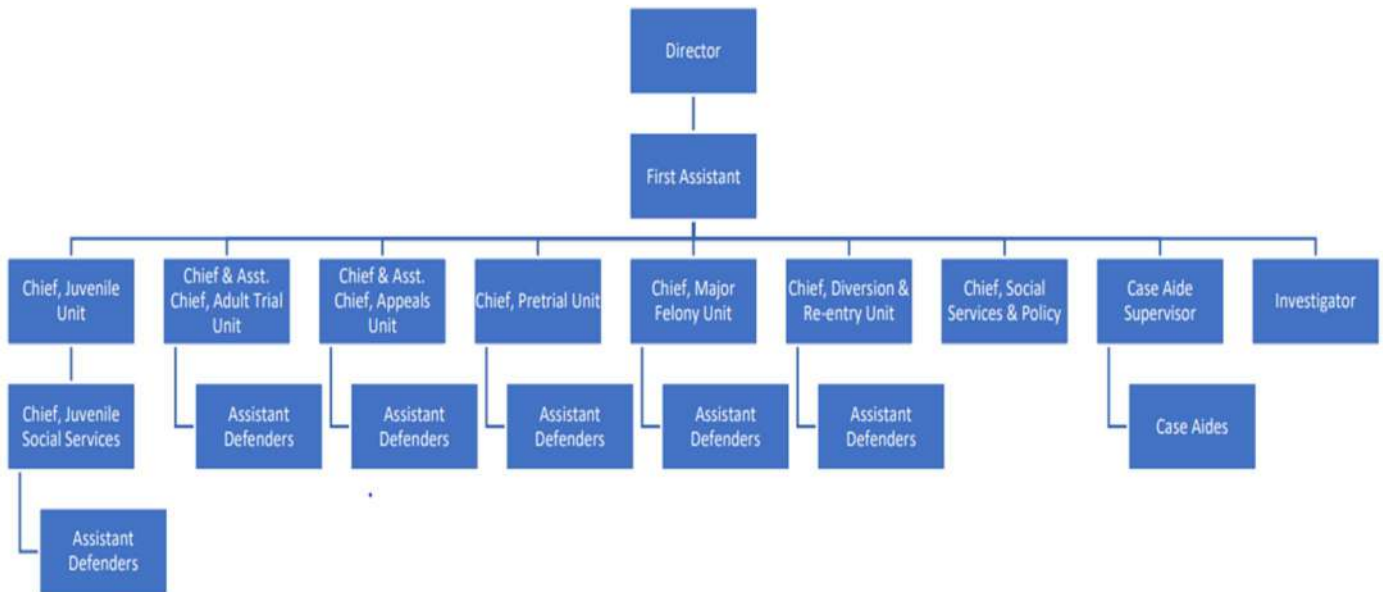 Director
First Assistant
Chief, Juvenile
Unit
Chief & Asst.
Chief, Adult Trial
Unit
Chief & Asst.
Chief, Appeals
Unit
Chief, Pretrial Unit
Chief, Major
Felony Unit
Chief, Diversion &
Re-entry Unit
Chief, Social
Services & Policy
Case Aide
Supervisor
Investigator
Chief, Juvenile
Social Services
Assistant
Defenders
Assistant
Defenders
Assistant
Defenders
Assistant
Defenders
Assistant
Defenders
Case Aides
Assistant
Defenders